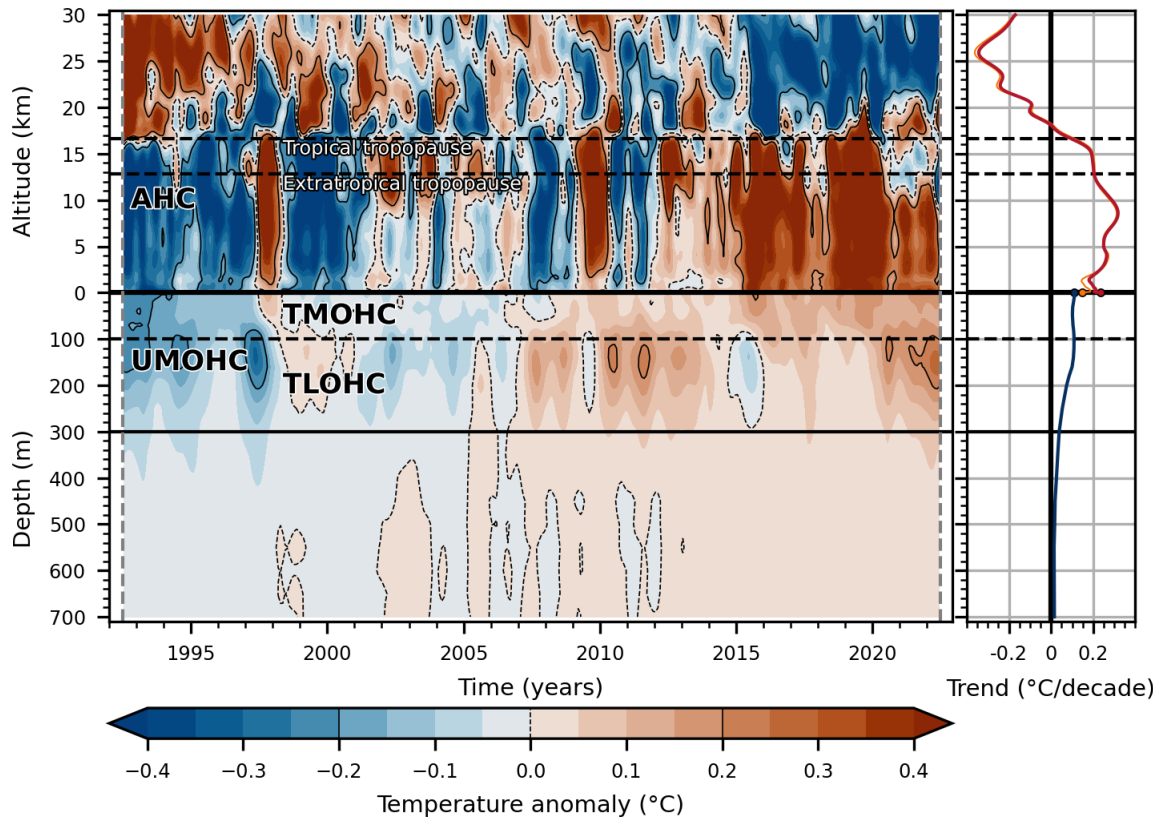 Altitude (km)
30
25
20
15
10
5
0
Tropical tropopause
Extratropical tropopause
AHC
TMOHC
UMOHC
TLOHC
Depth (m)
100
200
300
400
500
600
700
1995
2000
2005
2010
2015
2020
Time (years)
-0.2
0
0.2
Trend (°C/decade)
−0.4
−0.3
−0.2
−0.1
0.0
0.1
0.2
0.3
0.4
Temperature anomaly (°C)